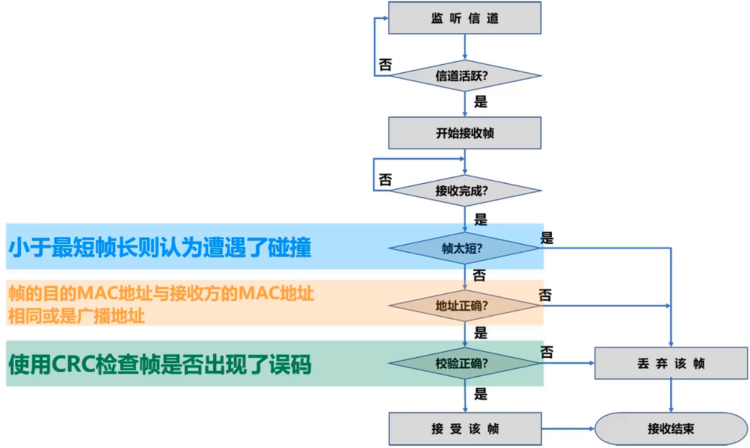 监听信道
否
信道活跃?
是
开始接收帧
否
接收完成?
是
小于最短帧长则认为遭遇了碰撞
帧太短?
是
否
帧的目的MAC地址与接收方的MAC地址
相同或是广播地址
地址正确?
否
是
使用CRC检查帧是否出现了误码
校验正确?
否
丢弃该帧
是
接受该帧
接收结束